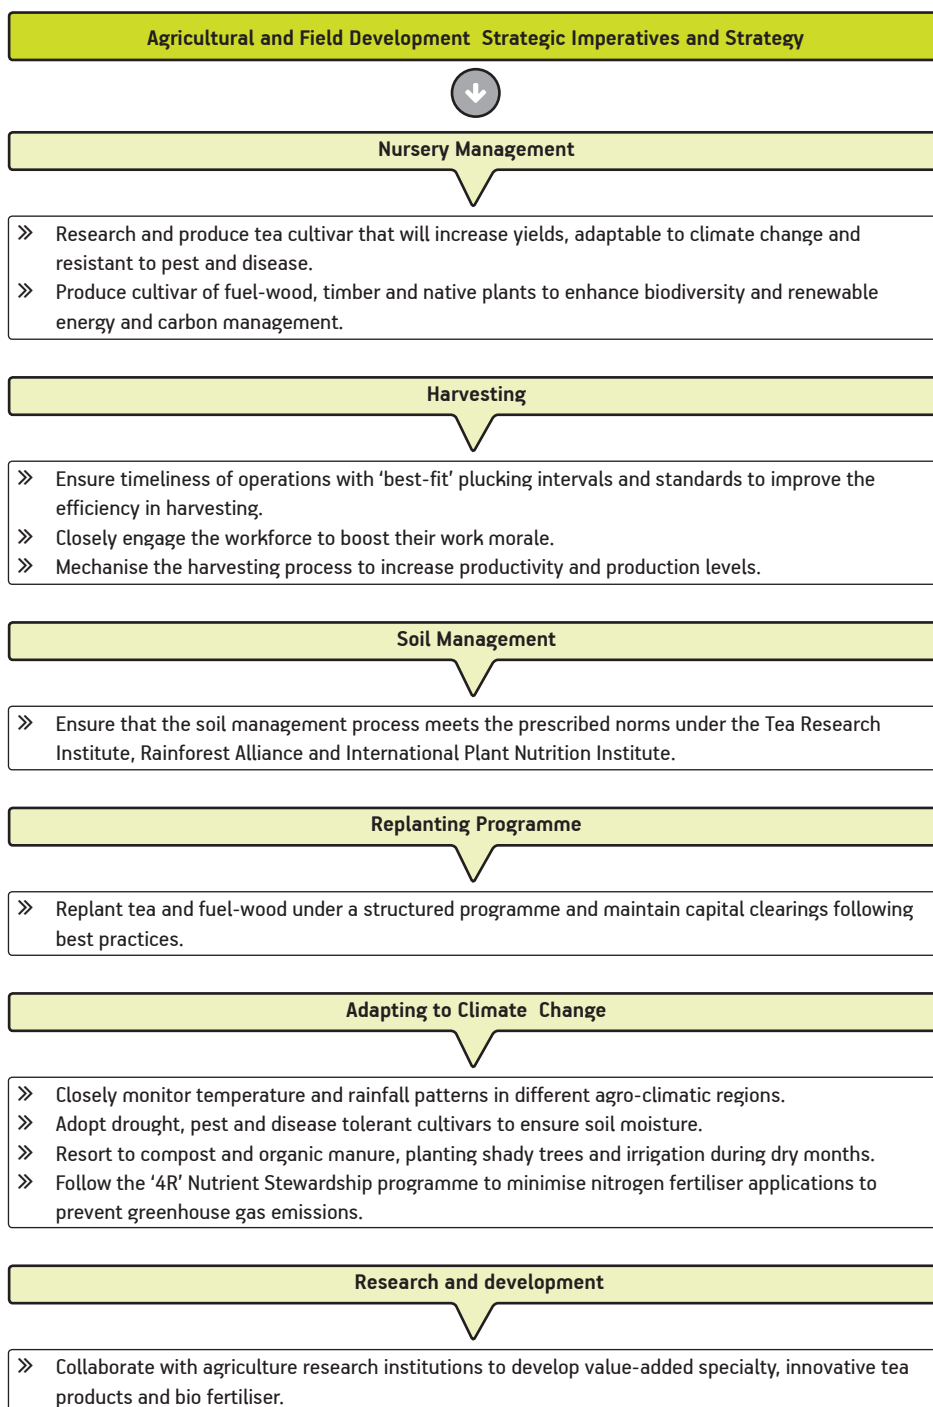 Agricultural and Field Development Strategic Imperatives and Strategy
Nursery Management
» Research and produce tea cultivar that will increase yields, adaptable to climate change and
resistant to pest and disease.
» Produce cultivar of fuel-wood, timber and native plants to enhance biodiversity and renewable
energy and carbon management.
Harvesting
» Ensure timeliness of operations with ‘best-fit’ plucking intervals and standards to improve the
efficiency in harvesting.
» Closely engage the workforce to boost their work morale.
» Mechanise the harvesting process to increase productivity and production levels.
Soil Management
» Ensure that the soil management process meets the prescribed norms under the Tea Research
Institute, Rainforest Alliance and International Plant Nutrition Institute.
Replanting Programme
» Replant tea and fuel-wood under a structured programme and maintain capital clearings following
best practices.
Adapting to Climate Change
» Closely monitor temperature and rainfall patterns in different agro-climatic regions.
» Adopt drought, pest and disease tolerant cultivars to ensure soil moisture.
» Resort to compost and organic manure, planting shady trees and irrigation during dry months.
» Follow the ‘4R’ Nutrient Stewardship programme to minimise nitrogen fertiliser applications to
prevent greenhouse gas emissions.
Research and development
» Collaborate with agriculture research institutions to develop value-added specialty, innovative tea
products and bio fertiliser.